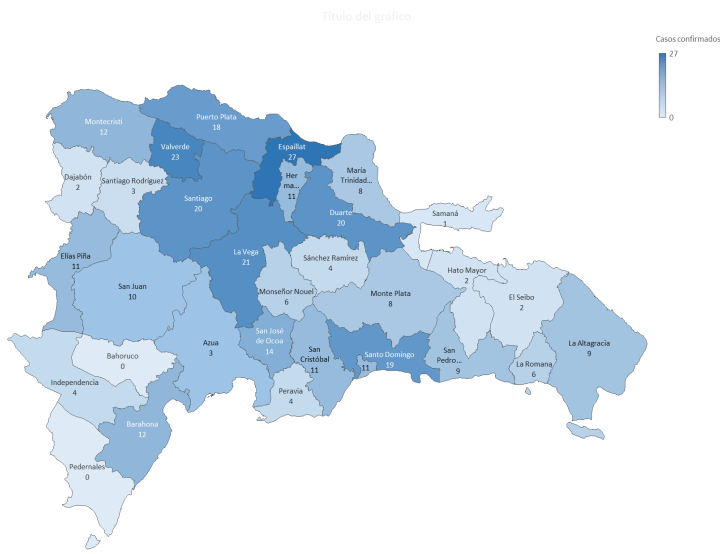 Título del gráfico
Casos confirmados
27
0
Puerto Plata
18
Montecristi
12
Valverde
23
Espaillat
27
Dajabón
2
Santiago Rodríguez
3
Santiago
20
Her
ma...
11
María
Trinidad...
8
Duarte
20
Samaná
1
Elías Piña
11
La Vega
21
Sánchez Ramírez
4
Hato Mayor
2
San Juan
10
Monseñor Nouel
6
Monte Plata
8
El Seibo
2
Azua
3
San José
de Ocoa
14
San
Cristóbal
11
11
Santo Domingo
19
San
Pedro...
9
La Romana
6
La Altagracia
9
Bahoruco
0
Independencia
4
Peravia
4
Barahona
12
Pedernales
0